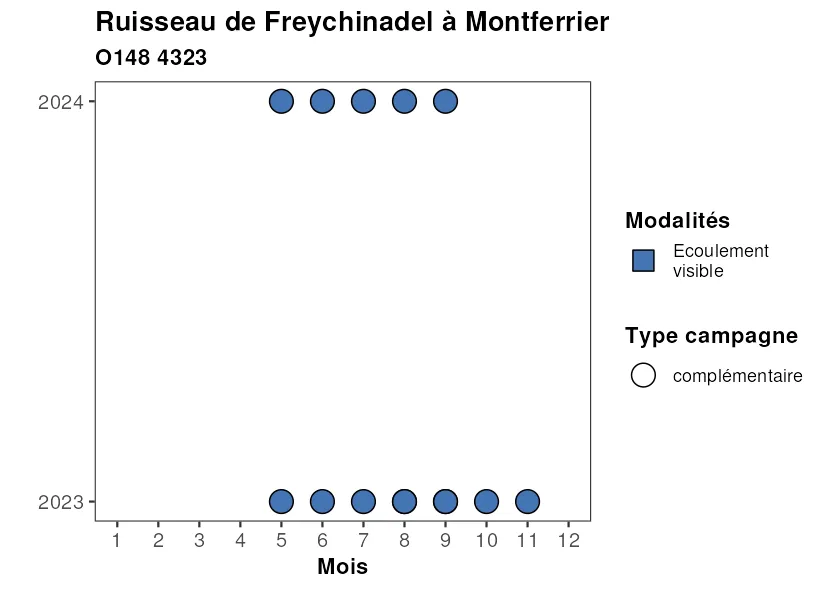 Ruisseau de Freychinadel à Montferrier
O148 4323
2024
2023
1 2 3 4 5 6 7 8 9 10 11 12
Mois
Modalités
Ecoulement
visible
Type campagne
complémentaire